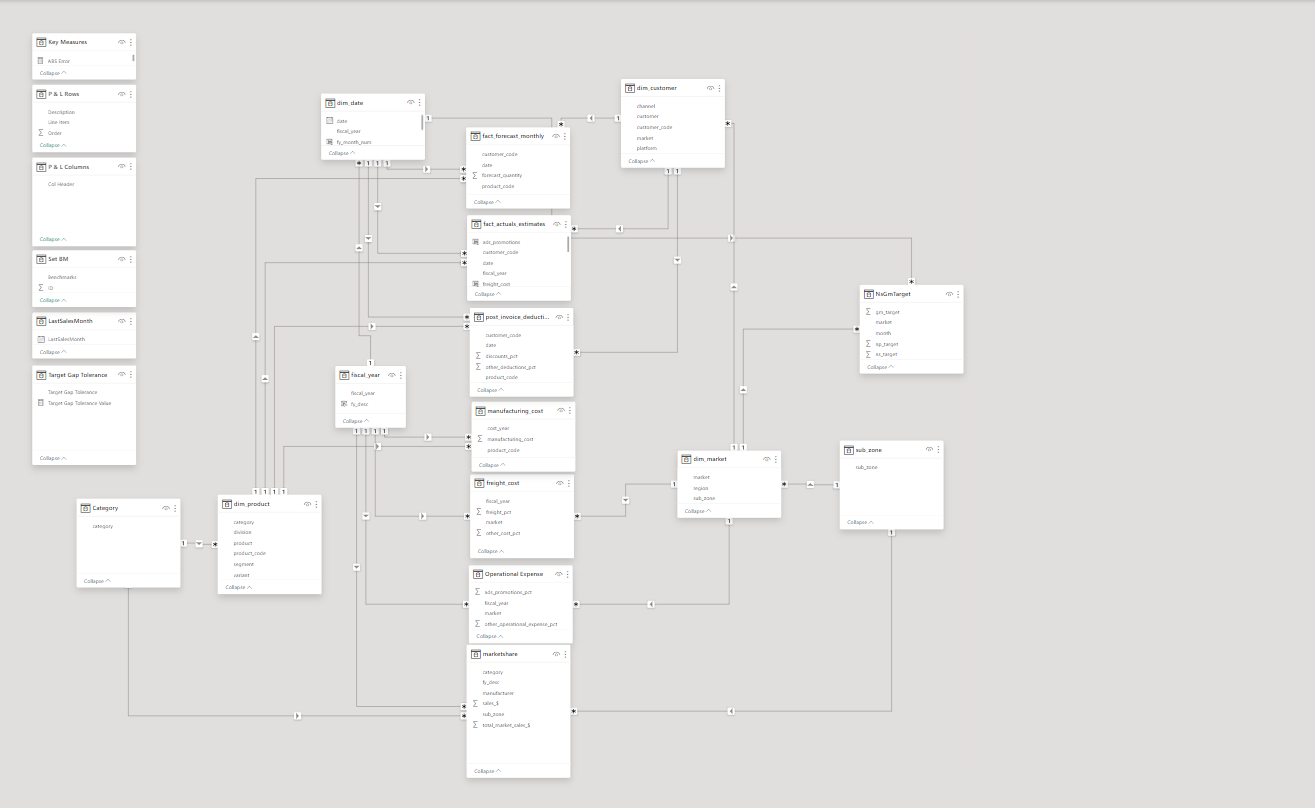 Key Measures
ABS Error
Collapse
P & L Rows
Description
Line Item
Order
Collapse
P & L Columns
Col Header
Collapse
Set BM
Benchmarks
ID
Collapse
LastSalesMonth
LastSalesMonth
Collapse
Target Gap Tolerance
Target Gap Tolerance
Target Gap Tolerance Value
Collapse
Category
category
Collapse
dim_product
category
division
product
product_code
segment
variant
Collapse
dim_date
date
fiscal_year
fy_month_num
Collapse
fiscal_year
fiscal_year
fy_desc
Collapse
fact_forecast_monthly
customer_code
date
forecast_quantity
product_code
Collapse
fact_actuals_estimates
ads_promotions
customer_code
date
fiscal_year
freight_cost
Collapse
post_invoice_deducti...
customer_code
date
discounts_pct
other_deductions_pct
product_code
Collapse
manufacturing_cost
cost_year
manufacturing_cost
product_code
Collapse
freight_cost
fiscal_year
freight_pct
market
other_cost_pct
Collapse
Operational Expense
ads_promotions_pct
fiscal_year
market
other_operational_expense_pct
Collapse
marketshare
category
fy_desc
manufacturer
sales_$
sub_zone
total_market_sales_$
Collapse
dim_customer
channel
customer
customer_code
market
platform
Collapse
dim_market
market
region
sub_zone
Collapse
NsGmTarget
gm_target
market
month
np_target
ns_target
Collapse
sub_zone
sub_zone
Collapse